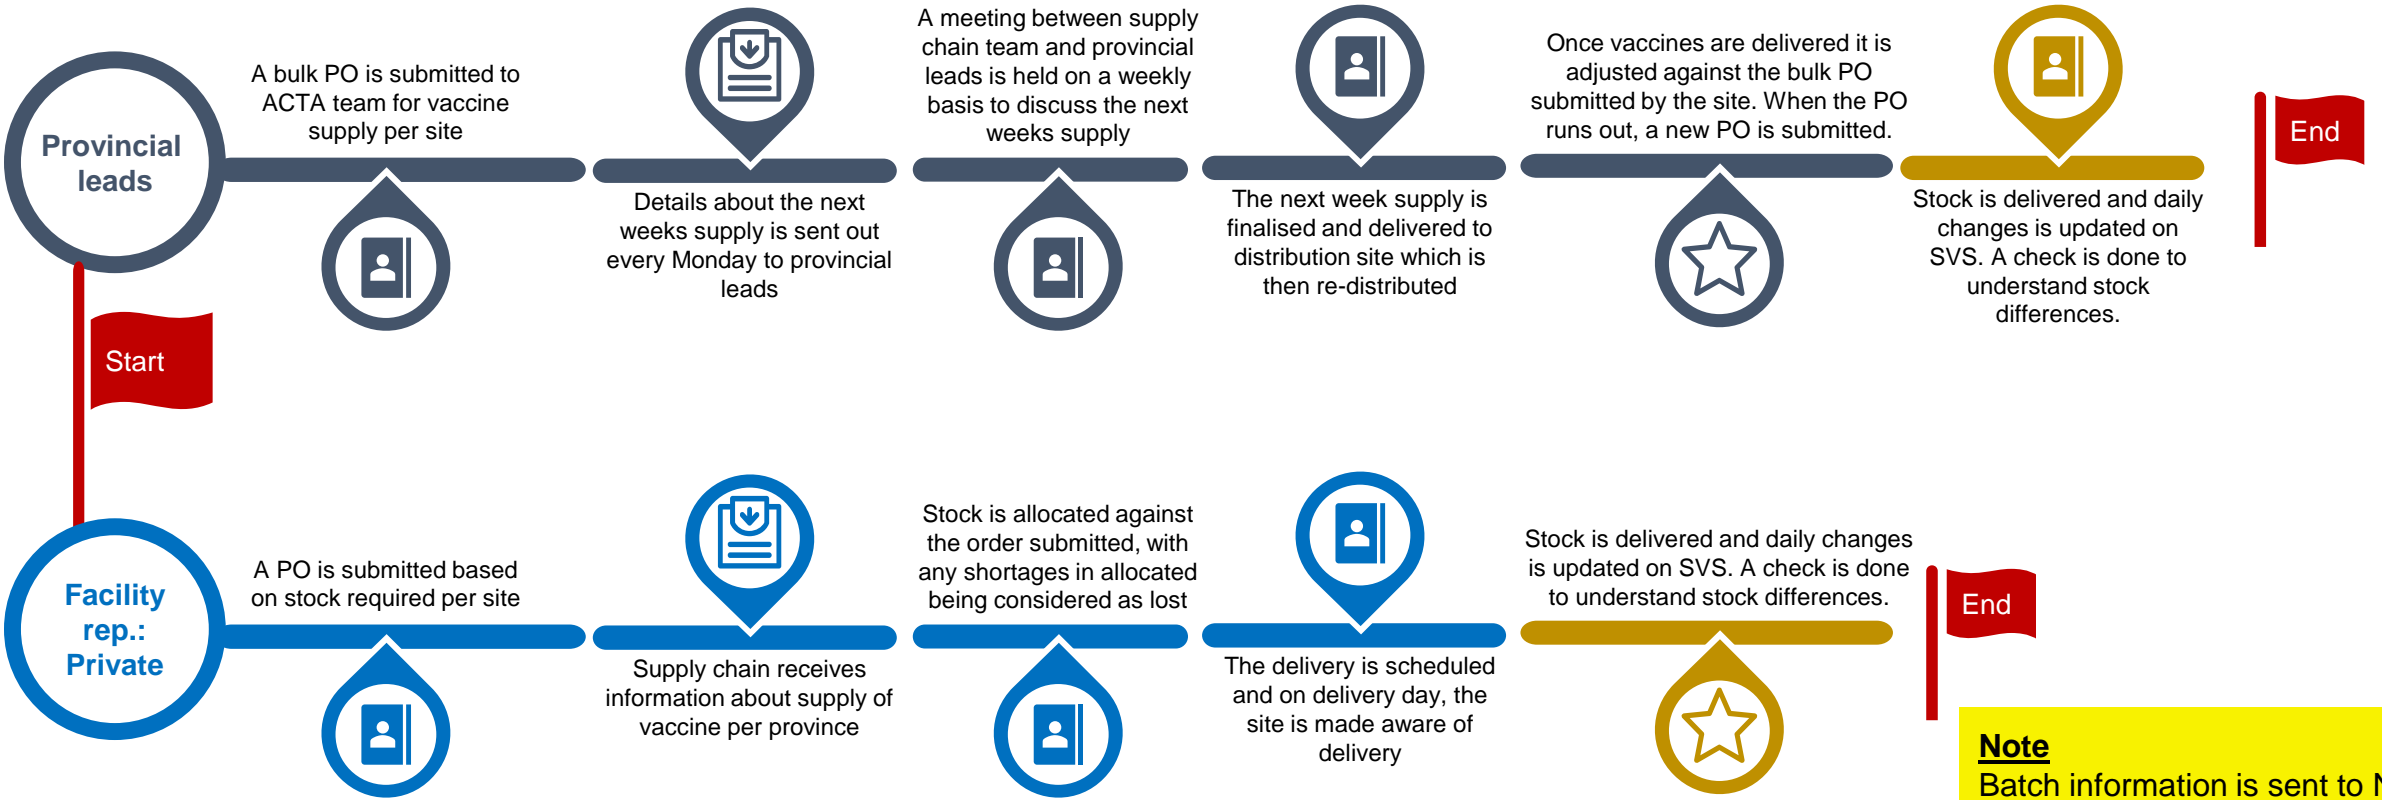 Provincial
leads
A bulk PO is submitted to
ACTA team for vaccine
supply per site
Details about the next
weeks supply is sent out
every Monday to provincial
leads
A meeting between supply
chain team and provincial
leads is held on a weekly
basis to discuss the next
weeks supply
The next week supply is
finalised and delivered to
distribution site which is
then re-distributed
Once vaccines are delivered it is
adjusted against the bulk PO
submitted by the site. When the PO
runs out, a new PO is submitted.
Stock is delivered and daily
changes is updated on
SVS. A check is done to
understand stock
differences.
End
Start
Facility
rep.:
Private
A PO is submitted based
on stock required per site
Supply chain receives
information about supply of
vaccine per province
Stock is allocated against
the order submitted, with
any shortages in allocated
being considered as lost
The delivery is scheduled
and on delivery day, the
site is made aware of
delivery
Stock is delivered and daily changes
is updated on SVS. A check is done
to understand stock differences.
End
Note
Batch information is sent to